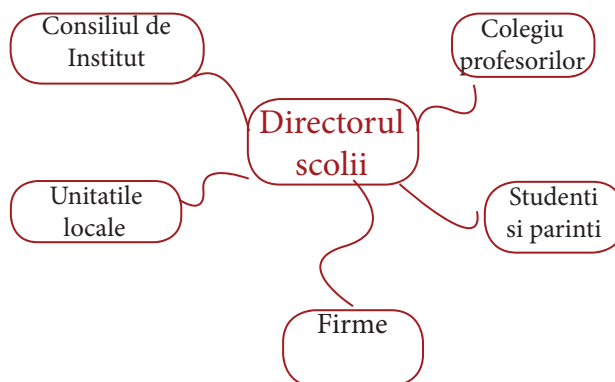 Consiliul de
Institut
Colegiu
profesorilor
Directorul
scolii
Unitatile
locale
Studenti
si parinti
Firme